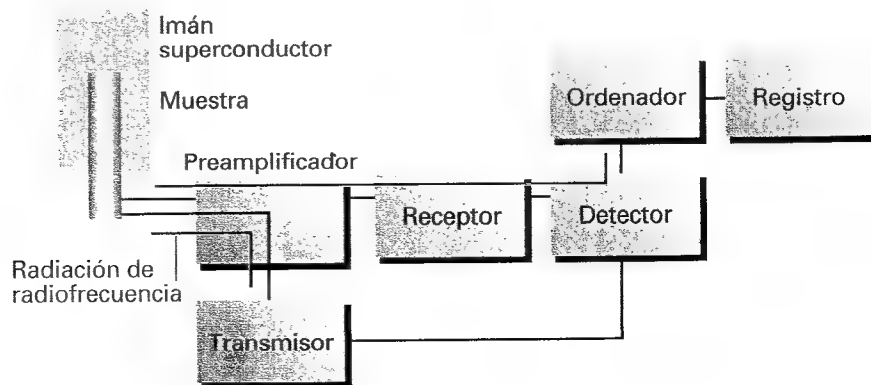 Imán
superconductor
Muestra
Preamplificador
Ordenador
Registro
Receptor
Detector
Radiación de
radiofrecuencia
Transmisor